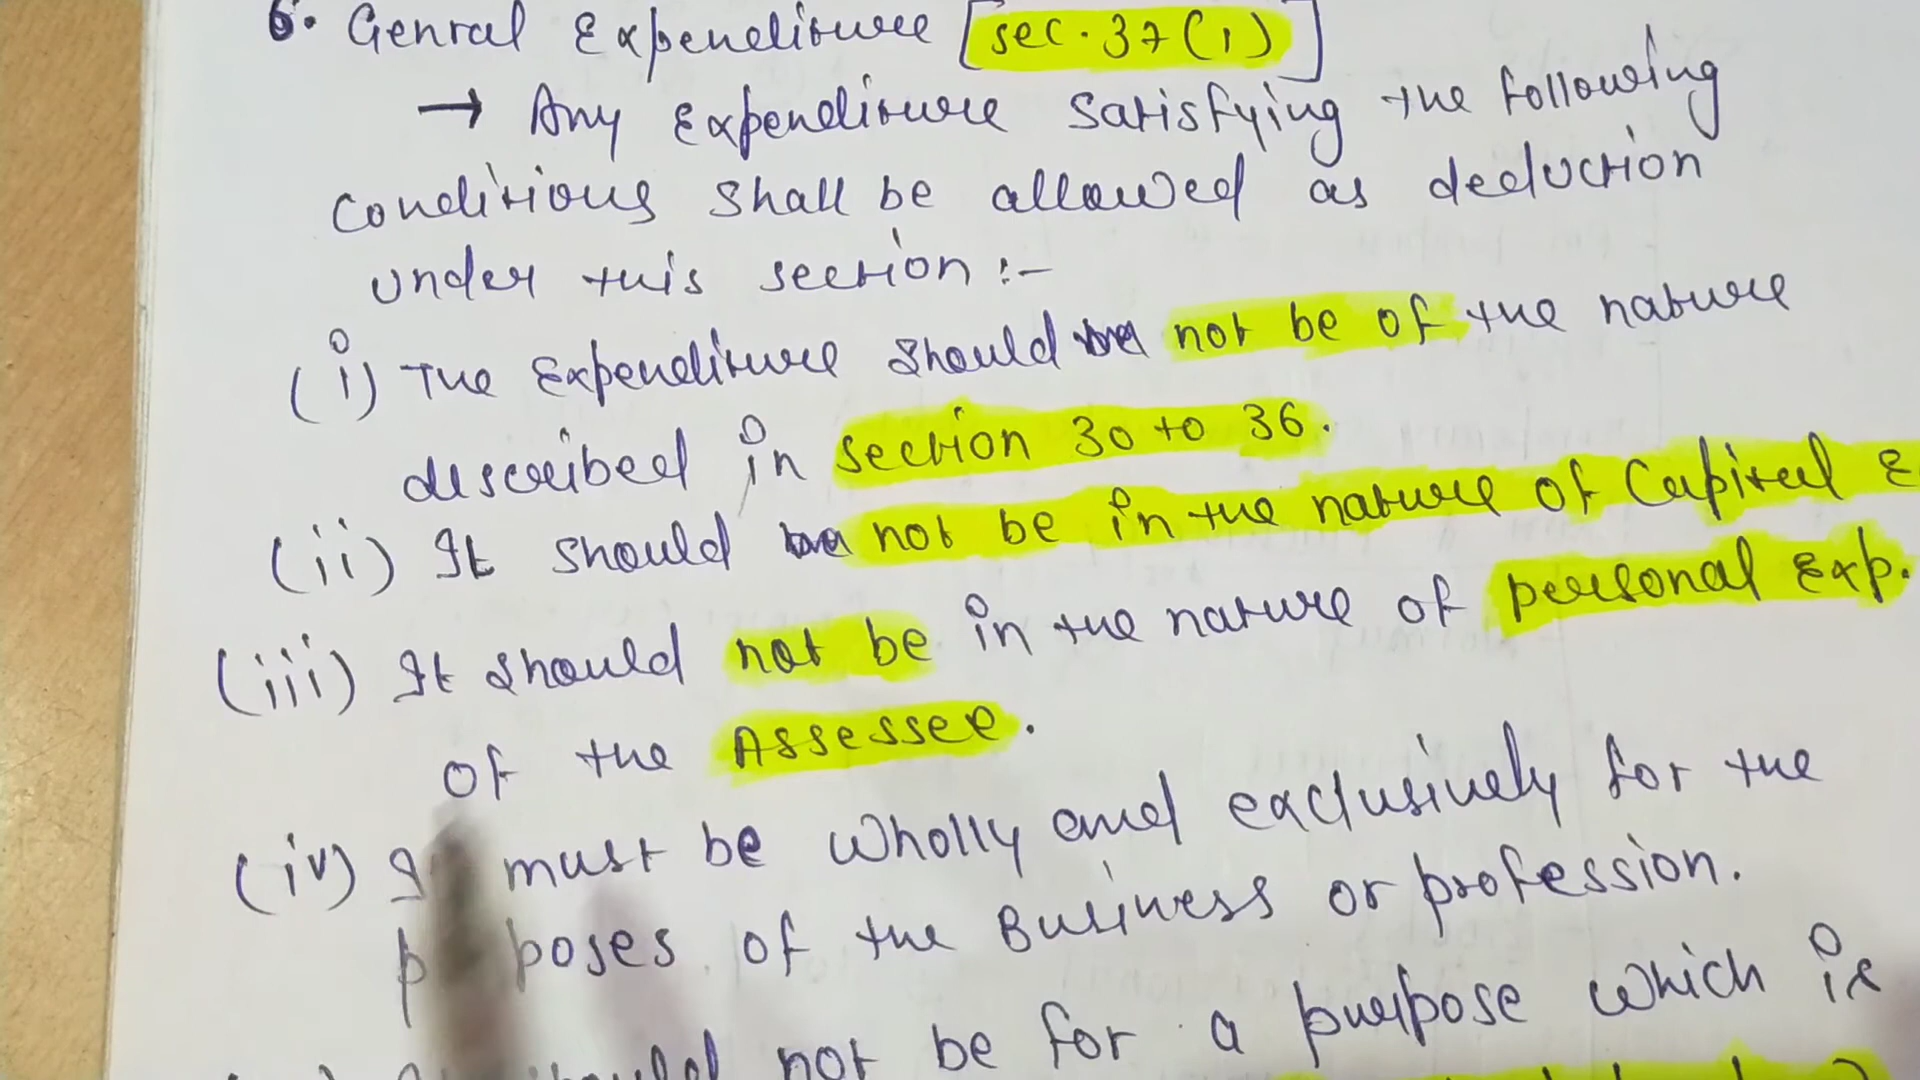 6. Genral Expenditure [sec. 37(1)]
→ Any Expenditure Satisfying the following
conditions shall be allowed as deduction
under this section :-
(i) The Expenditure should not be of the nature
described in section 30 to 36.
(ii) It should not be in the nature of Capital E
(iii) It should not be in the nature of personal Exp.
of the Assessee.
(iv) must be wholly and exclusively for the
poses of the Business or profession.
not be for a purpose which is